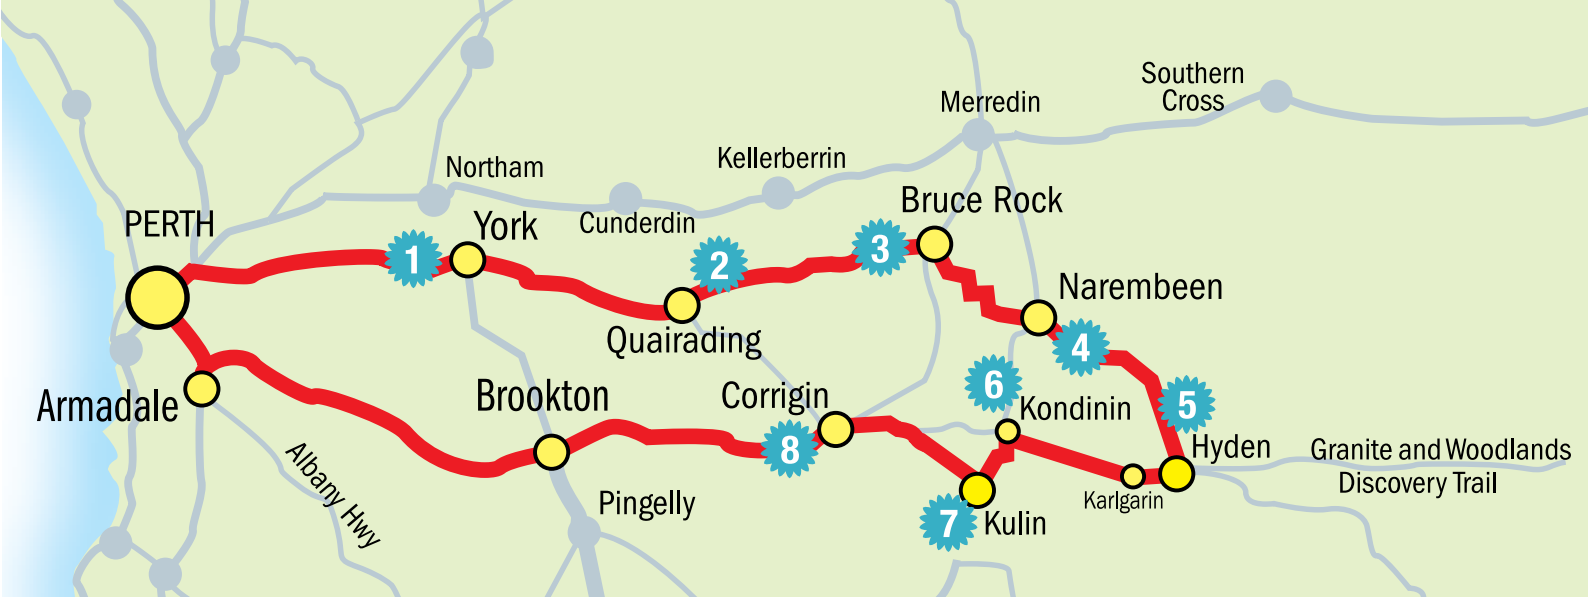 Southern
Cross
Merredin
Kellerberrin
Northam
Bruce Rock
PERTH
York
Cunderdin
1
2
3
Narembeen
Quairading
4
Armadale
Brookton
Corrigin
6
Kondinin
5
Hyden
8
Granite and Woodlands
Discovery Trail
Albany Hwy
Pingelly
Karlgarin
7
Kulin